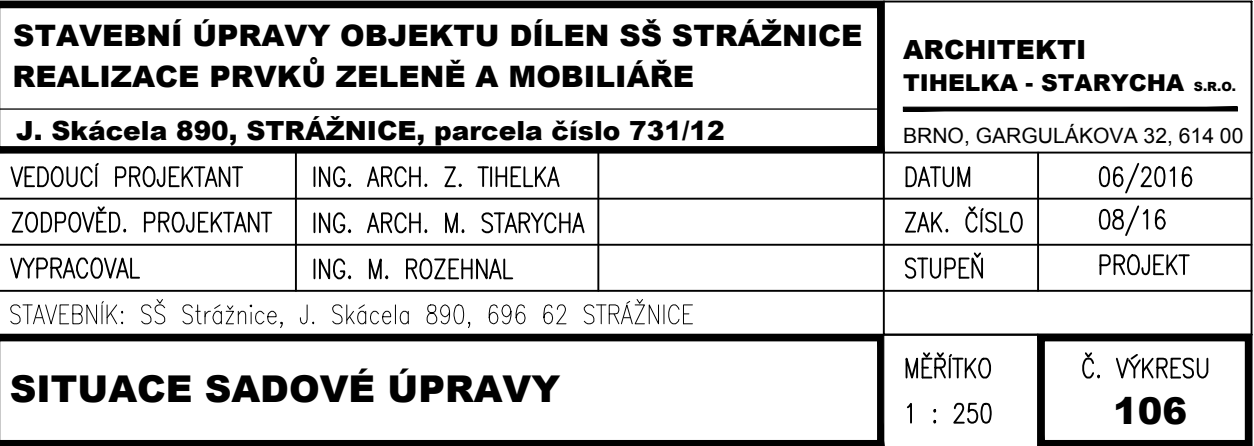 STAVEBNÍ ÚPRAVY OBJEKTU DÍLEN SŠ STRÁŽNICE
REALIZACE PRVKŮ ZELENĚ A MOBILIÁŘE
J. Skácela 890, STRÁŽNICE, parcela číslo 731/12
ARCHITEKTI
TIHELKA - STARYCHA S.R.O.
BRNO, GARGULÁKOVA 32, 614 00
VEDOUCÍ PROJEKTANT ING. ARCH. Z. TIHELKA DATUM 06/2016
ZODPOVĚD. PROJEKTANT ING. ARCH. M. STARYCHA ZAK. ČÍSLO 08/16
VYPRACOVAL ING. M. ROZEHNAL STUPEŇ PROJEKT
STAVEBNÍK: SŠ Strážnice, J. Skácela 890, 696 62 STRÁŽNICE
SITUACE SADOVÉ ÚPRAVY
MĚŘÍTKO
1 : 250
Č. VÝKRESU
106